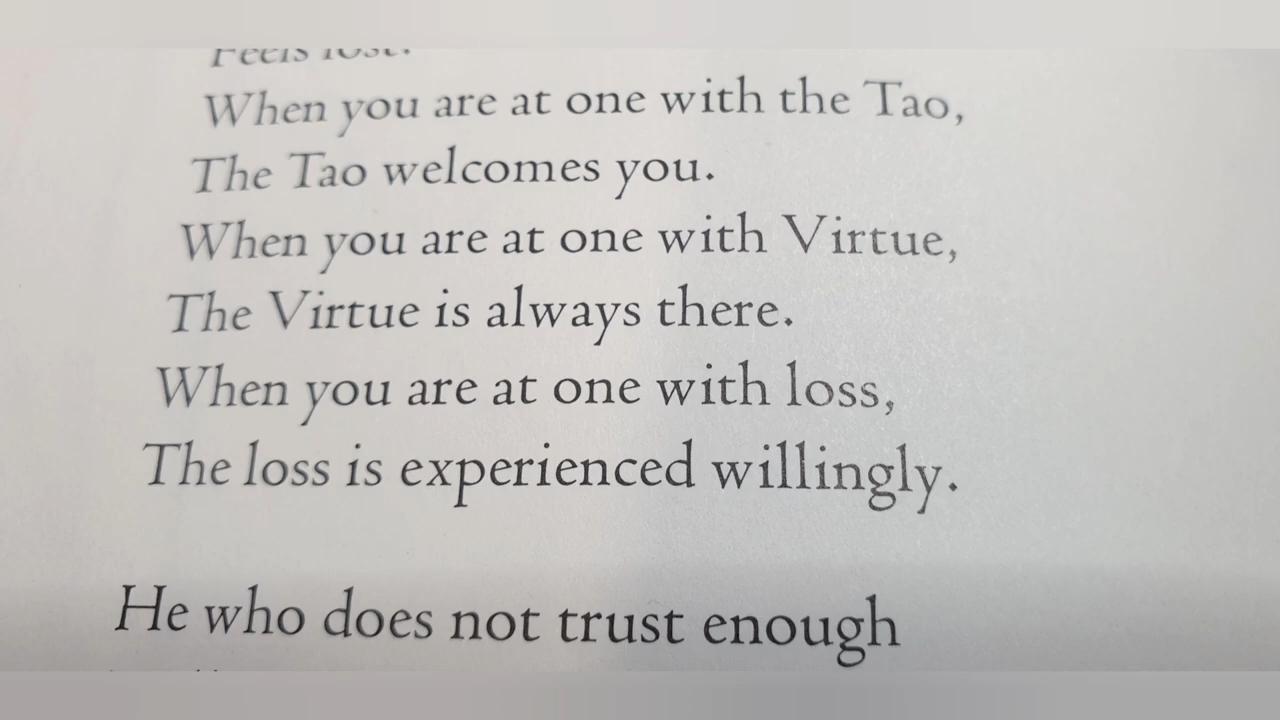 Feels lost.
When you are at one with the Tao,
The Tao welcomes you.
When you are at one with Virtue,
The Virtue is always there.
When you are at one with loss,
The loss is experienced willingly.
He who does not trust enough